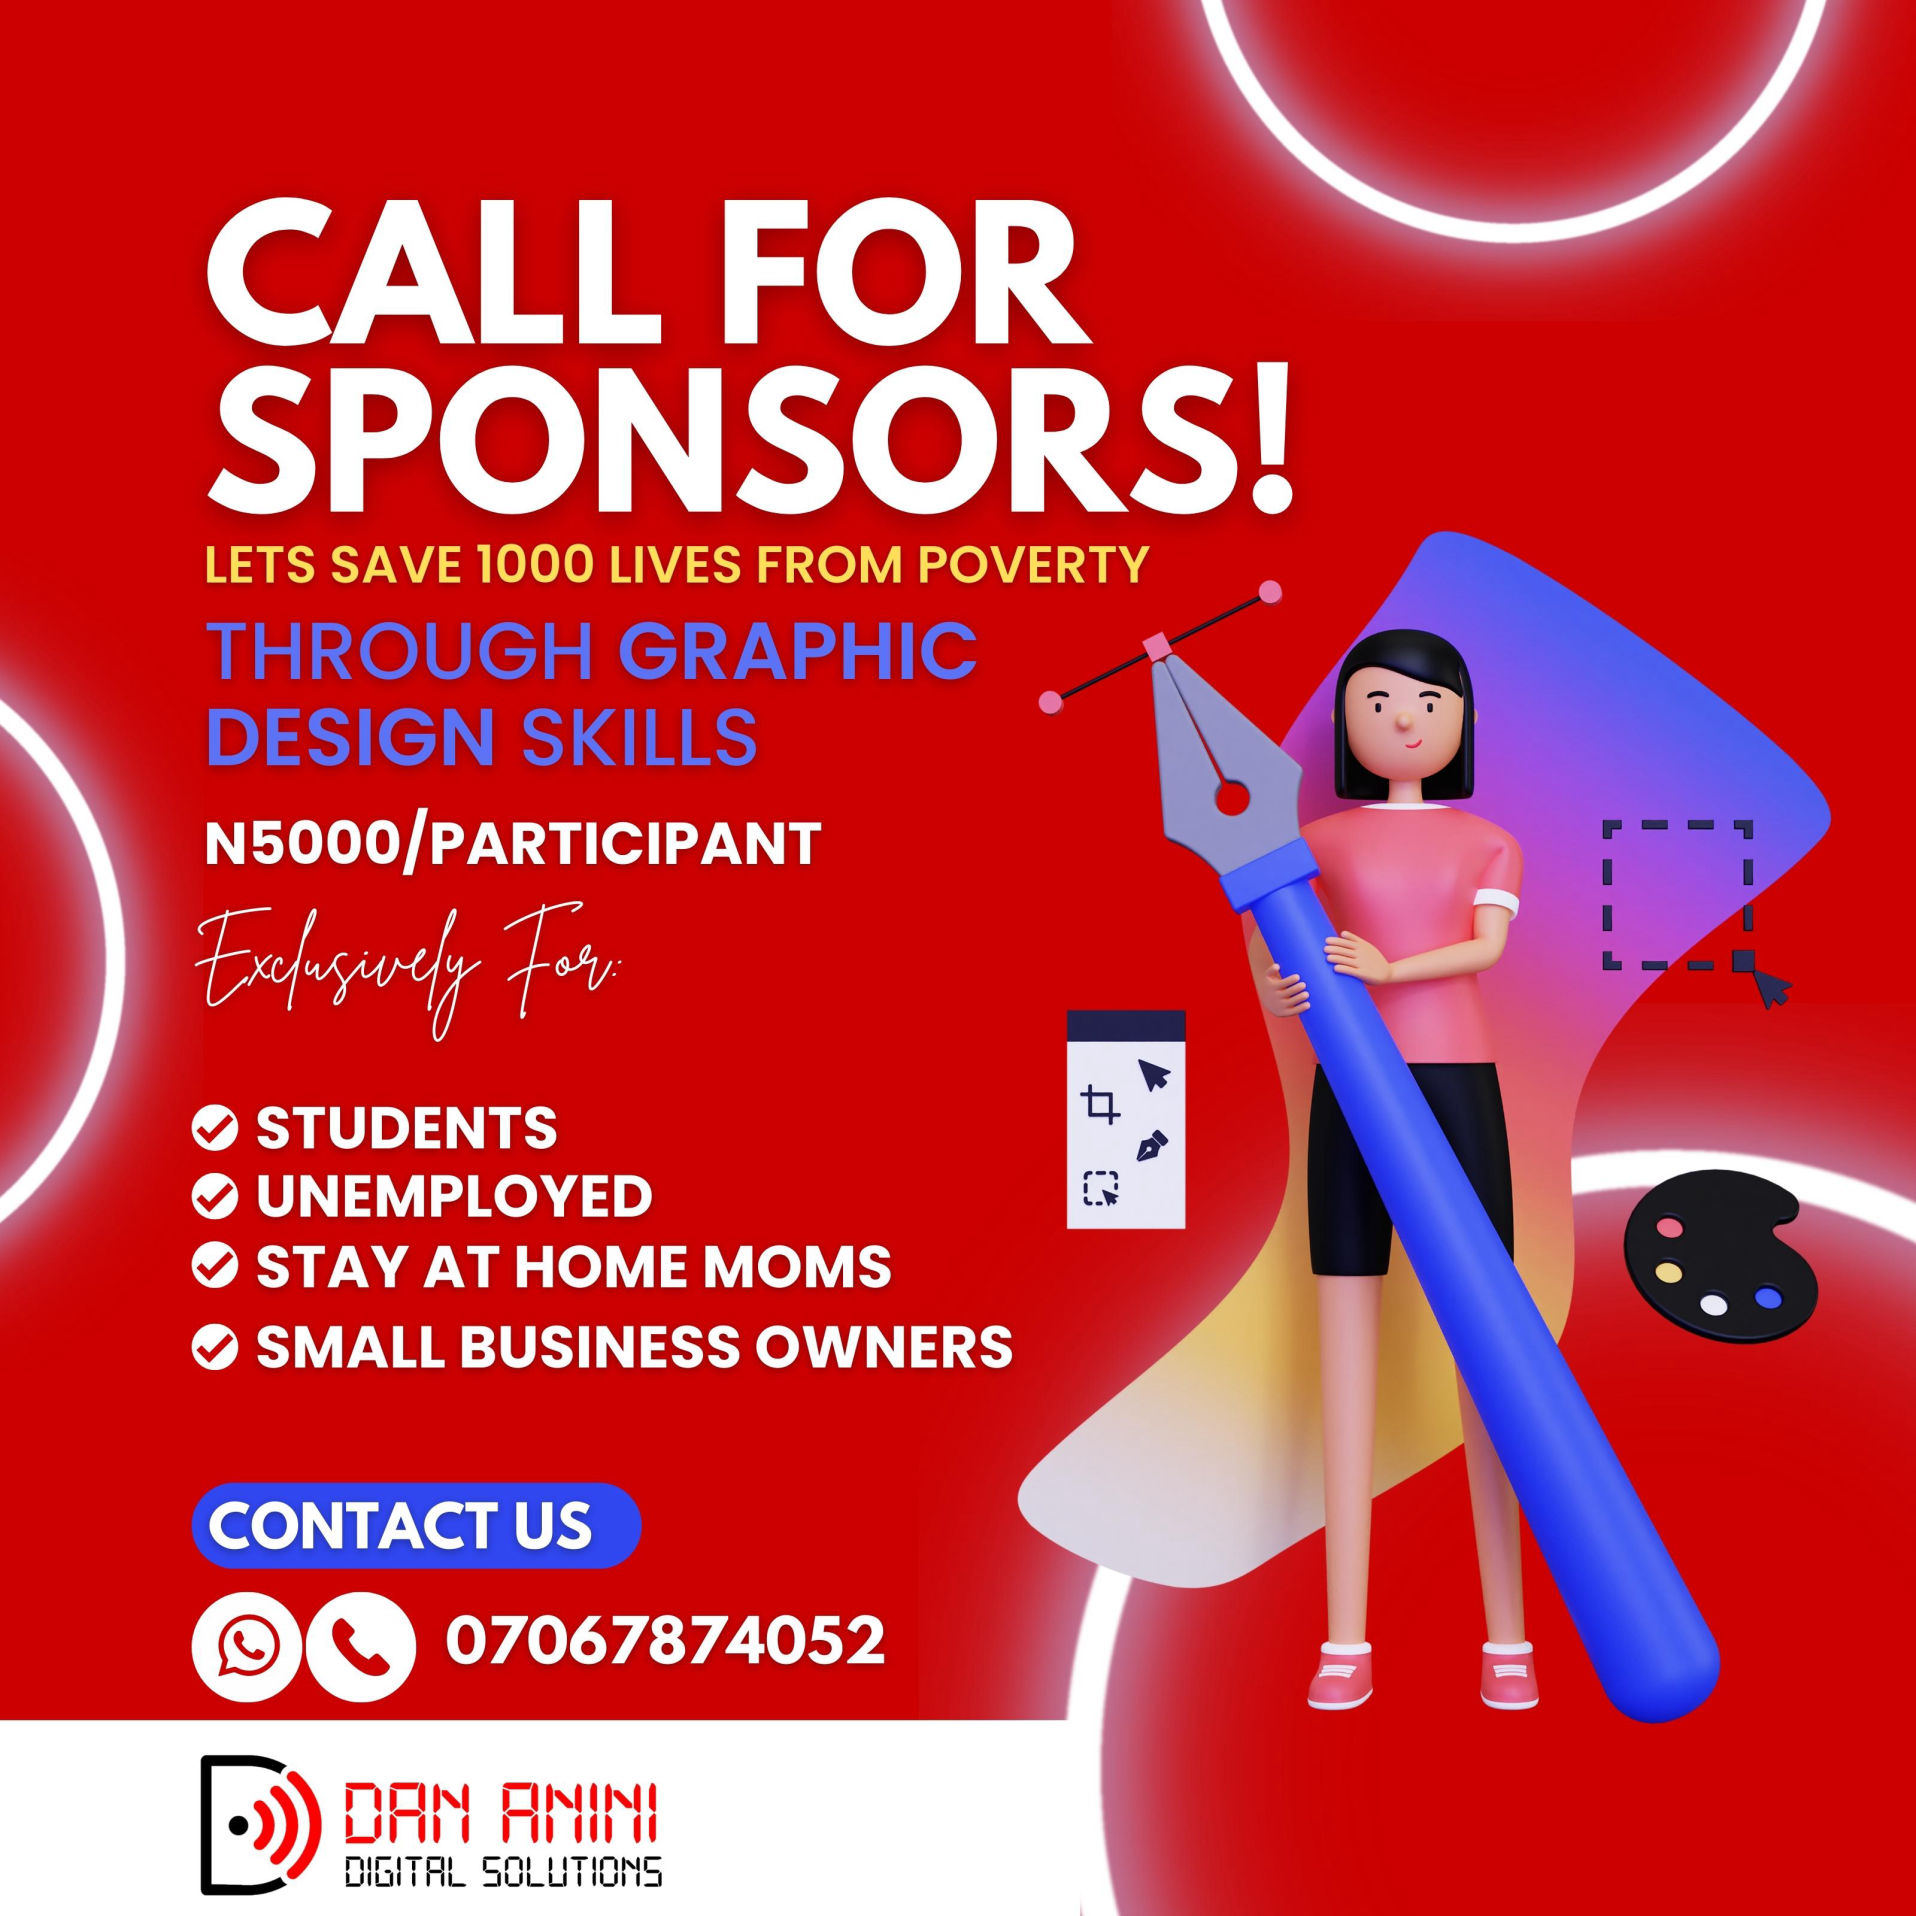 CALL FOR
SPONSORS!
LETS SAVE 1000 LIVES FROM POVERTY
THROUGH GRAPHIC
DESIGN SKILLS
N5000/PARTICIPANT
Exclusively For:
STUDENTS
UNEMPLOYED
STAY AT HOME MOMS
SMALL BUSINESS OWNERS
CONTACT US
07067874052
DAN ANINI
DIGITAL SOLUTIONS